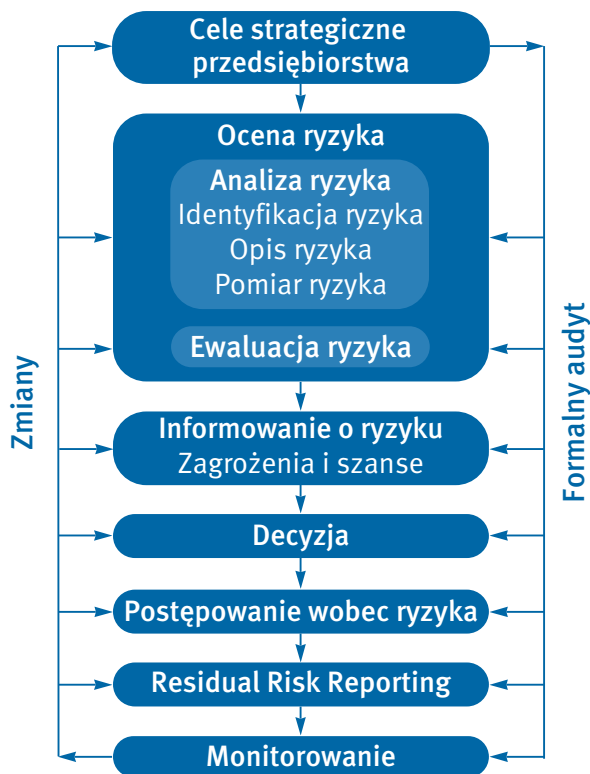 Cele strategiczne
przedsiębiorstwa
Ocena ryzyka
Analiza ryzyka
Identyfikacja ryzyka
Opis ryzyka
Pomiar ryzyka
Ewaluacja ryzyka
Informowanie o ryzyku
Zagrożenia i szanse
Decyzja
Postępowanie wobec ryzyka
Residual Risk Reporting
Monitorowanie
Zmiany
Formalny audyt